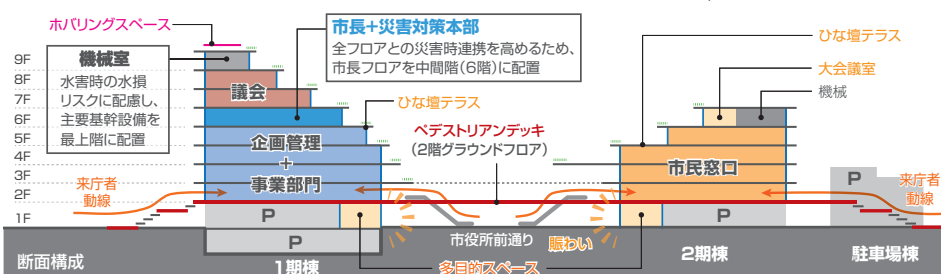 ホバリングスペース
市長+災害対策本部
全フロアとの災害時連携を高めるため、
市長フロアを中間階(6階)に配置
機械室
水害時の水損
リスクに配慮し、
主要基幹設備を
最上階に配置
9F
8F
7F
6F
5F
4F
3F
2F
1F
議会
ひな壇テラス
企画管理
+
事業部門
ペデストリアンデッキ
(2階グラウンドフロア)
ひな壇テラス
大会議室
機械
市民窓口
来庁者
動線
P
P
P
P
来庁者
動線
市役所前通り
賑わい
断面構成
1期棟
多目的スペース
2期棟
駐車場棟